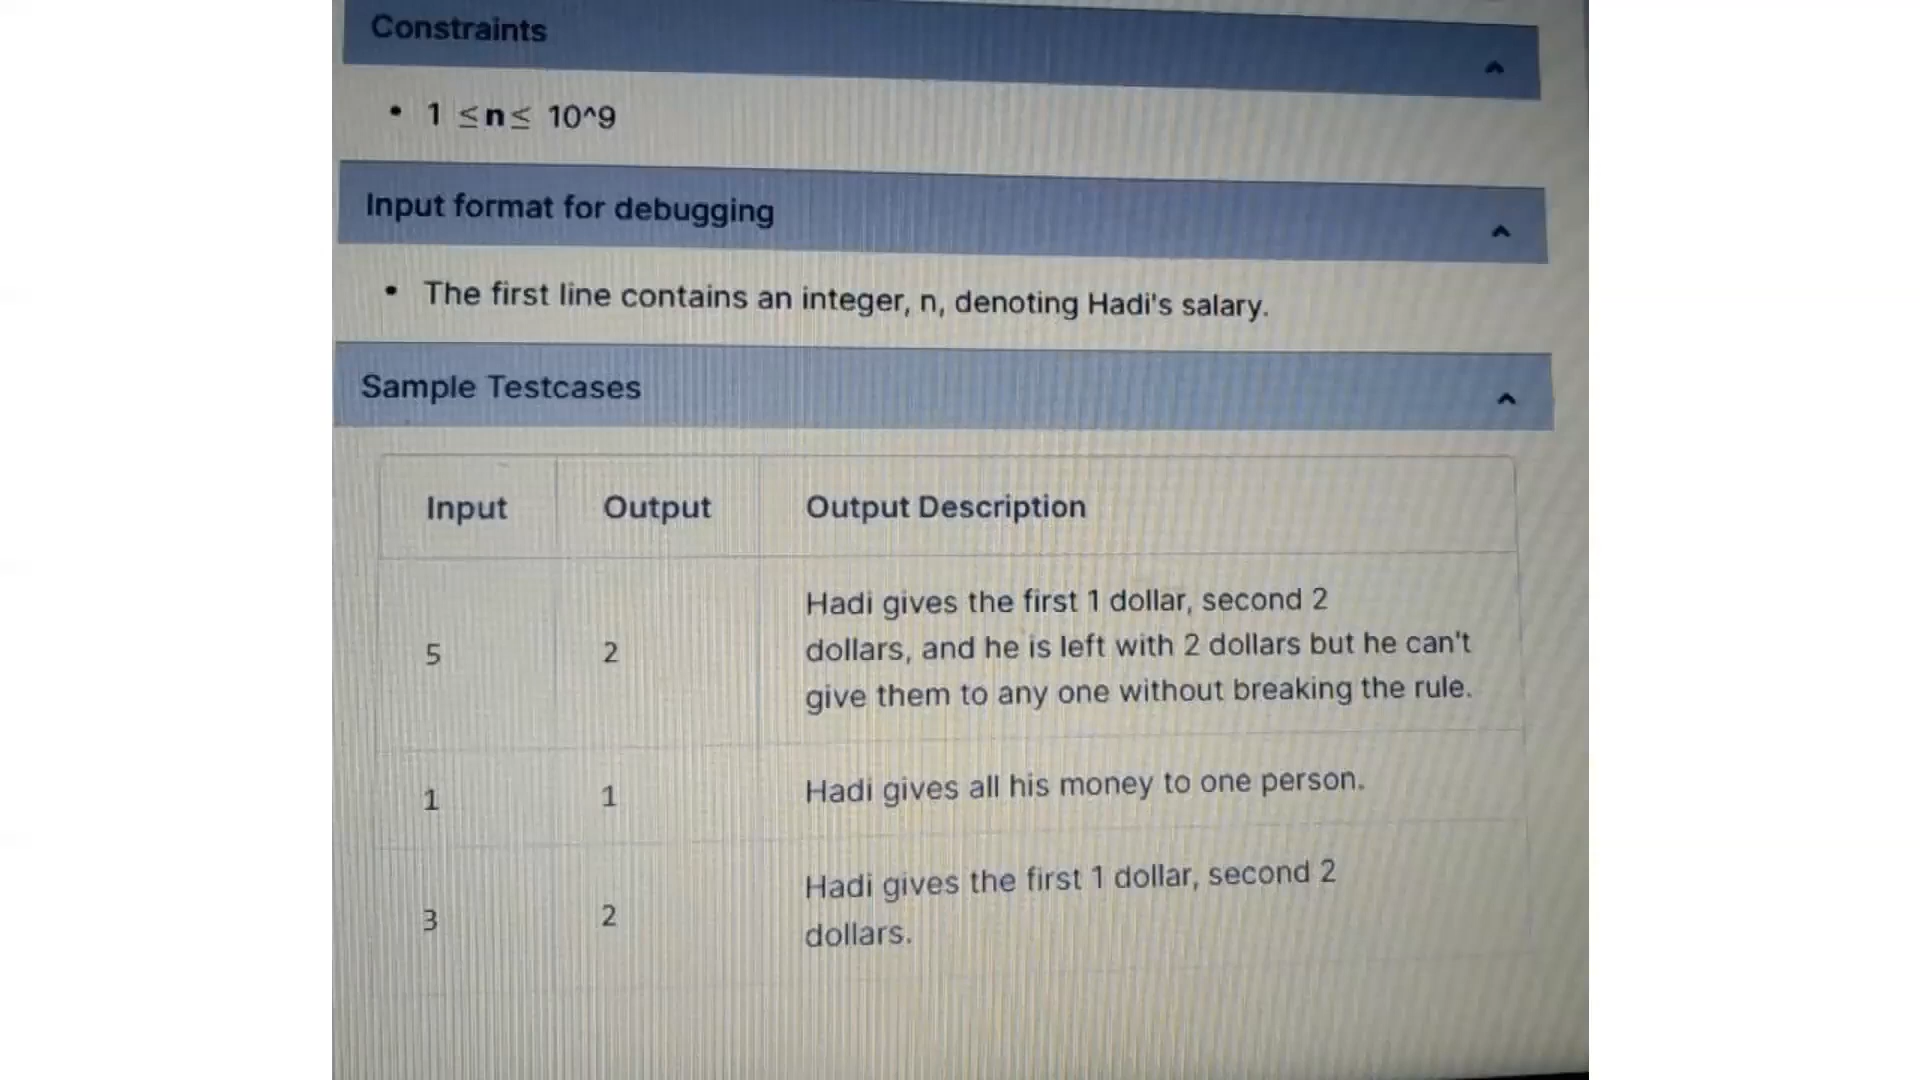 Constraints
• 1 ≤n≤ 10^9
Input format for debugging
• The first line contains an integer, n, denoting Hadi's salary.
Sample Testcases
Input Output Output Description
5 2 Hadi gives the first 1 dollar, second 2
dollars, and he is left with 2 dollars but he can't
give them to any one without breaking the rule.
1 1 Hadi gives all his money to one person.
3 2 Hadi gives the first 1 dollar, second 2
dollars.